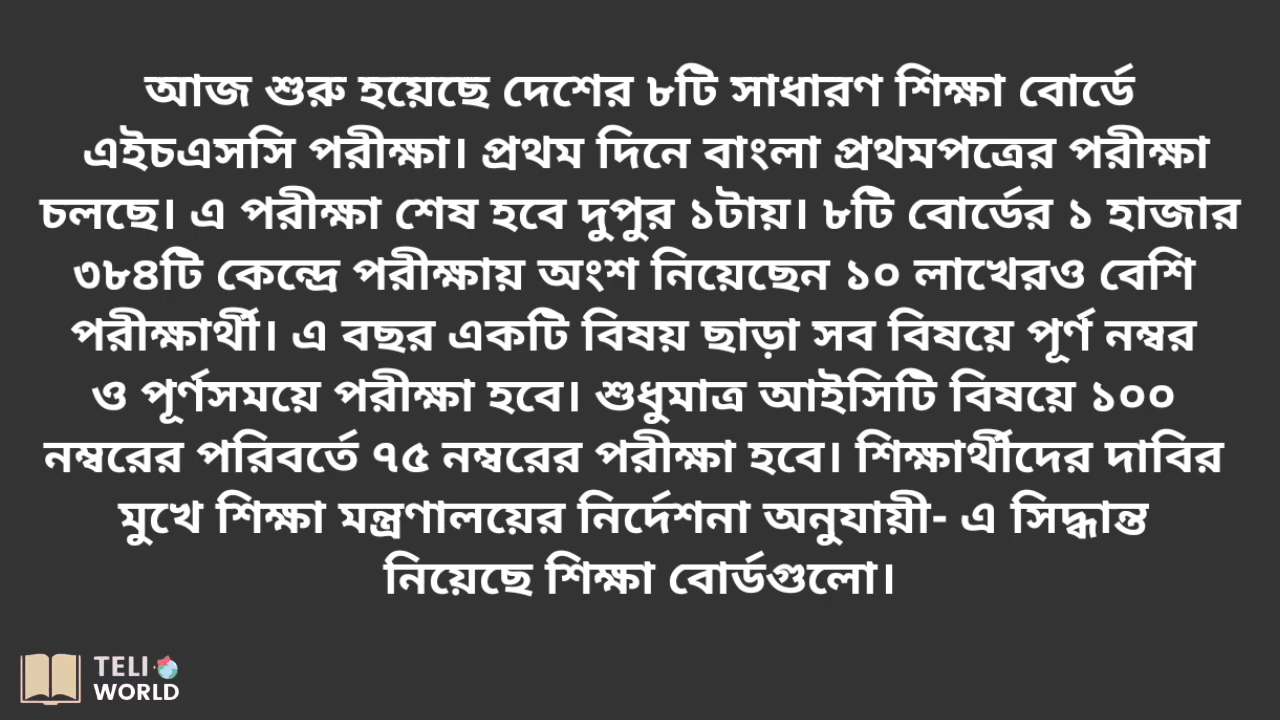 আজ শুরু হয়েছে দেশের ৮টি সাধারণ শিক্ষা বোর্ডে
এইচএসসি পরীক্ষা। প্রথম দিনে বাংলা প্রথমপত্রের পরীক্ষা
চলছে। এ পরীক্ষা শেষ হবে দুপুর ১টায়। ৮টি বোর্ডের ১ হাজার
৩৮৪টি কেন্দ্রে পরীক্ষায় অংশ নিয়েছেন ১০ লাখেরও বেশি
পরীক্ষার্থী। এ বছর একটি বিষয় ছাড়া সব বিষয়ে পূর্ণ নম্বর
ও পূর্ণসময়ে পরীক্ষা হবে। শুধুমাত্র আইসিটি বিষয়ে ১০০
নম্বরের পরিবর্তে ৭৫ নম্বরের পরীক্ষা হবে। শিক্ষার্থীদের দাবির
মুখে শিক্ষা মন্ত্রণালয়ের নির্দেশনা অনুযায়ী- এ সিদ্ধান্ত
নিয়েছে শিক্ষা বোর্ডগুলো।
TELI
WORLD